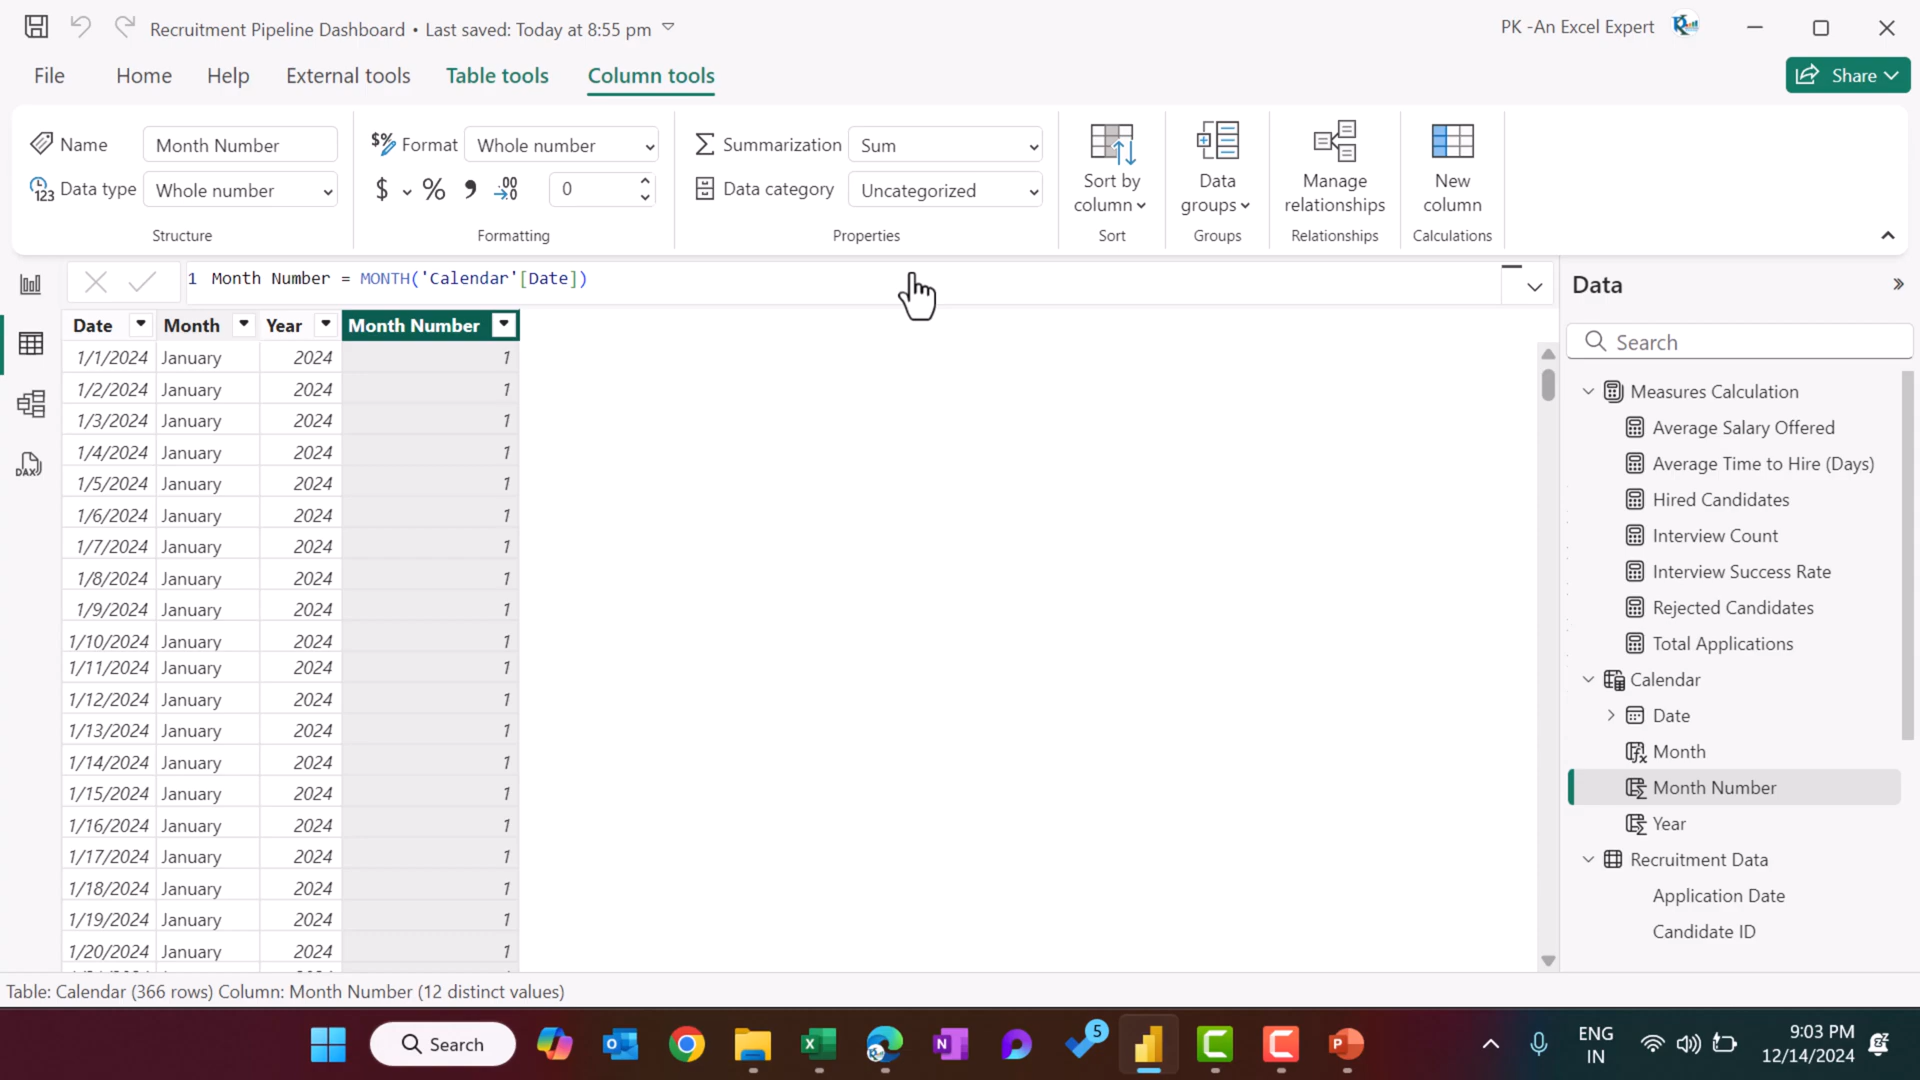 Recruitment Pipeline Dashboard • Last saved: Today at 8:55 pm
PK -An Excel Expert
File Home Help External tools Table tools Column tools
Share
Name Month Number
Data type Whole number
Structure
$% Format Whole number
$ % , .00 0
Formatting
Summarization Sum
Data category Uncategorized
Properties
Sort by column
Sort
Data groups
Groups
Manage relationships
Relationships
New column
Calculations
1 Month Number = MONTH('Calendar'[Date])
Date Month Year Month Number
1/1/2024 January 2024 1
1/2/2024 January 2024 1
1/3/2024 January 2024 1
1/4/2024 January 2024 1
1/5/2024 January 2024 1
1/6/2024 January 2024 1
1/7/2024 January 2024 1
1/8/2024 January 2024 1
1/9/2024 January 2024 1
1/10/2024 January 2024 1
1/11/2024 January 2024 1
1/12/2024 January 2024 1
1/13/2024 January 2024 1
1/14/2024 January 2024 1
1/15/2024 January 2024 1
1/16/2024 January 2024 1
1/17/2024 January 2024 1
1/18/2024 January 2024 1
1/19/2024 January 2024 1
1/20/2024 January 2024 1
Data
Search
Measures Calculation
Average Salary Offered
Average Time to Hire (Days)
Hired Candidates
Interview Count
Interview Success Rate
Rejected Candidates
Total Applications
Calendar
Date
Month
Month Number
Year
Recruitment Data
Application Date
Candidate ID
Table: Calendar (366 rows) Column: Month Number (12 distinct values)
Search
5
ENG
IN
9:03 PM
12/14/2024